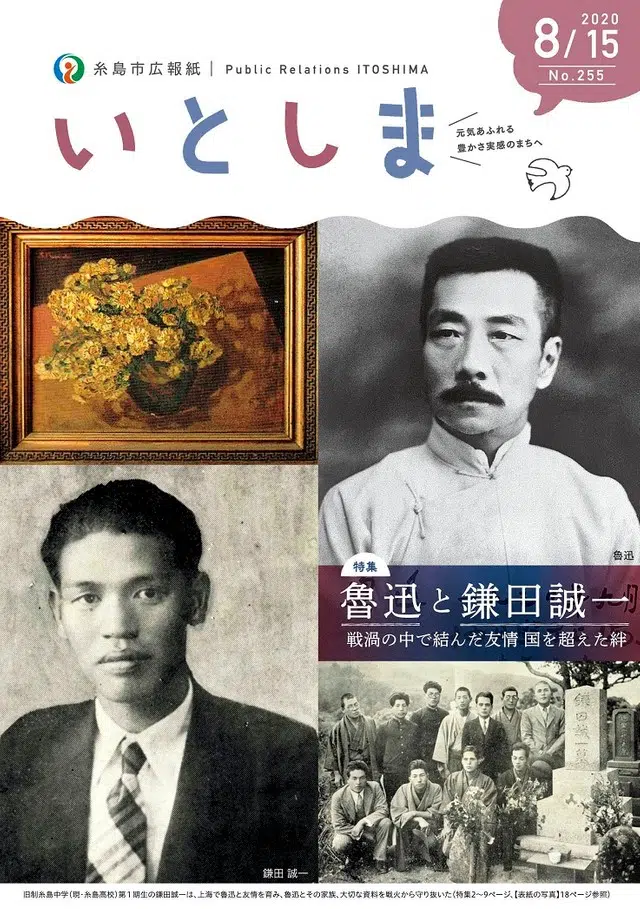 2020
8/15
No.255
糸島市広報紙 | Public Relations ITOSHIMA
いとしま
元気あふれる
豊かさ実感のまちへ
魯迅
特集
魯迅と鎌田誠一
戦渦の中で結んだ友情 国を超えた絆
鎌田誠一墓
鎌田 誠一
旧制糸島中学(現・糸島高校)第1期生の鎌田誠一は、上海で魯迅と友情を育み、魯迅とその家族、大切な資料を戦火から守り抜いた(特集2~9ページ、【表紙の写真】18ページ参照)